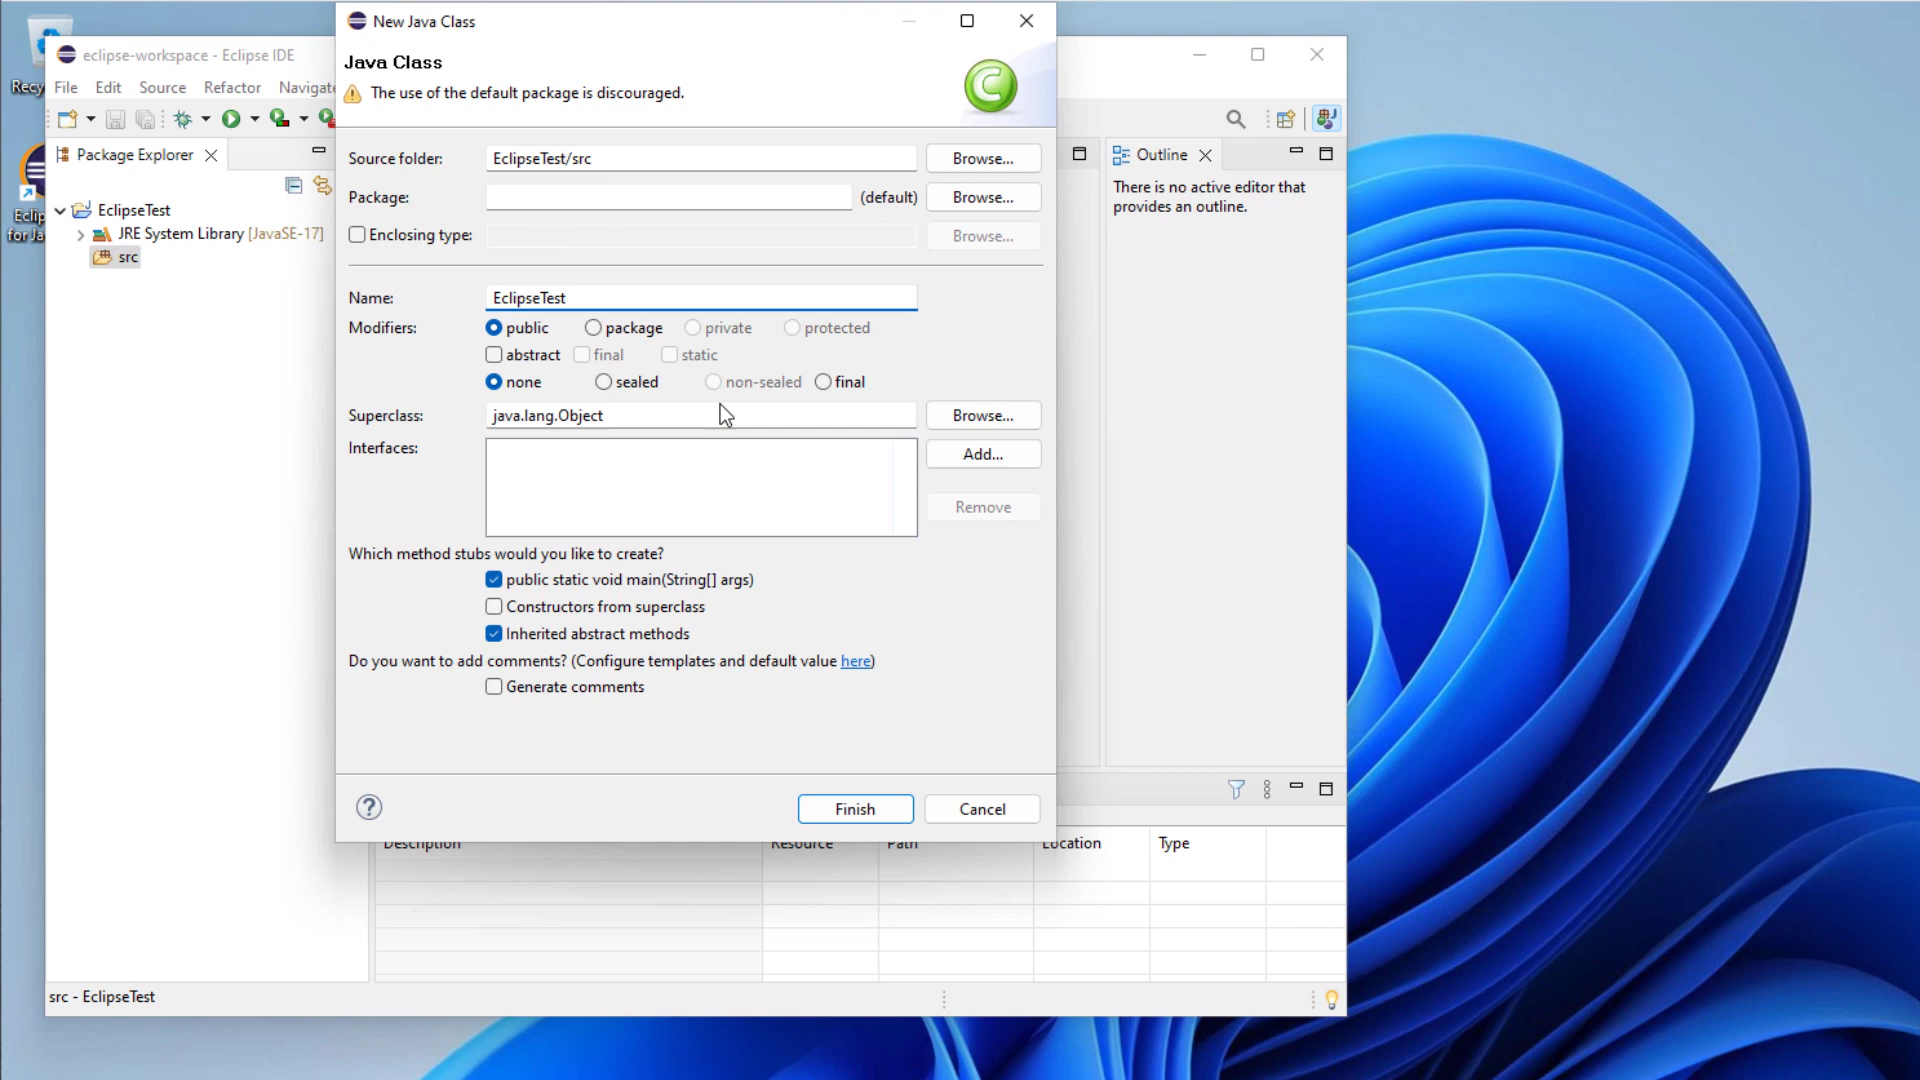 Recy
Eclip
for Ja
eclipse-workspace - Eclipse IDE
File Edit Source Refactor Navigate
Package Explorer
EclipseTest
JRE System Library [JavaSE-17]
src
New Java Class
Java Class
The use of the default package is discouraged.
Source folder: EclipseTest/src Browse...
Package: (default) Browse...
Enclosing type: Browse...
Name: EclipseTest
Modifiers: public package private protected
abstract final static
none sealed non-sealed final
Superclass: java.lang.Object Browse...
Interfaces: Add...
Remove
Which method stubs would you like to create?
public static void main(String[] args)
Constructors from superclass
Inherited abstract methods
Do you want to add comments? (Configure templates and default value here)
Generate comments
Finish Cancel
Outline
There is no active editor that
provides an outline.
Description Resource Path Location Type
src - EclipseTest